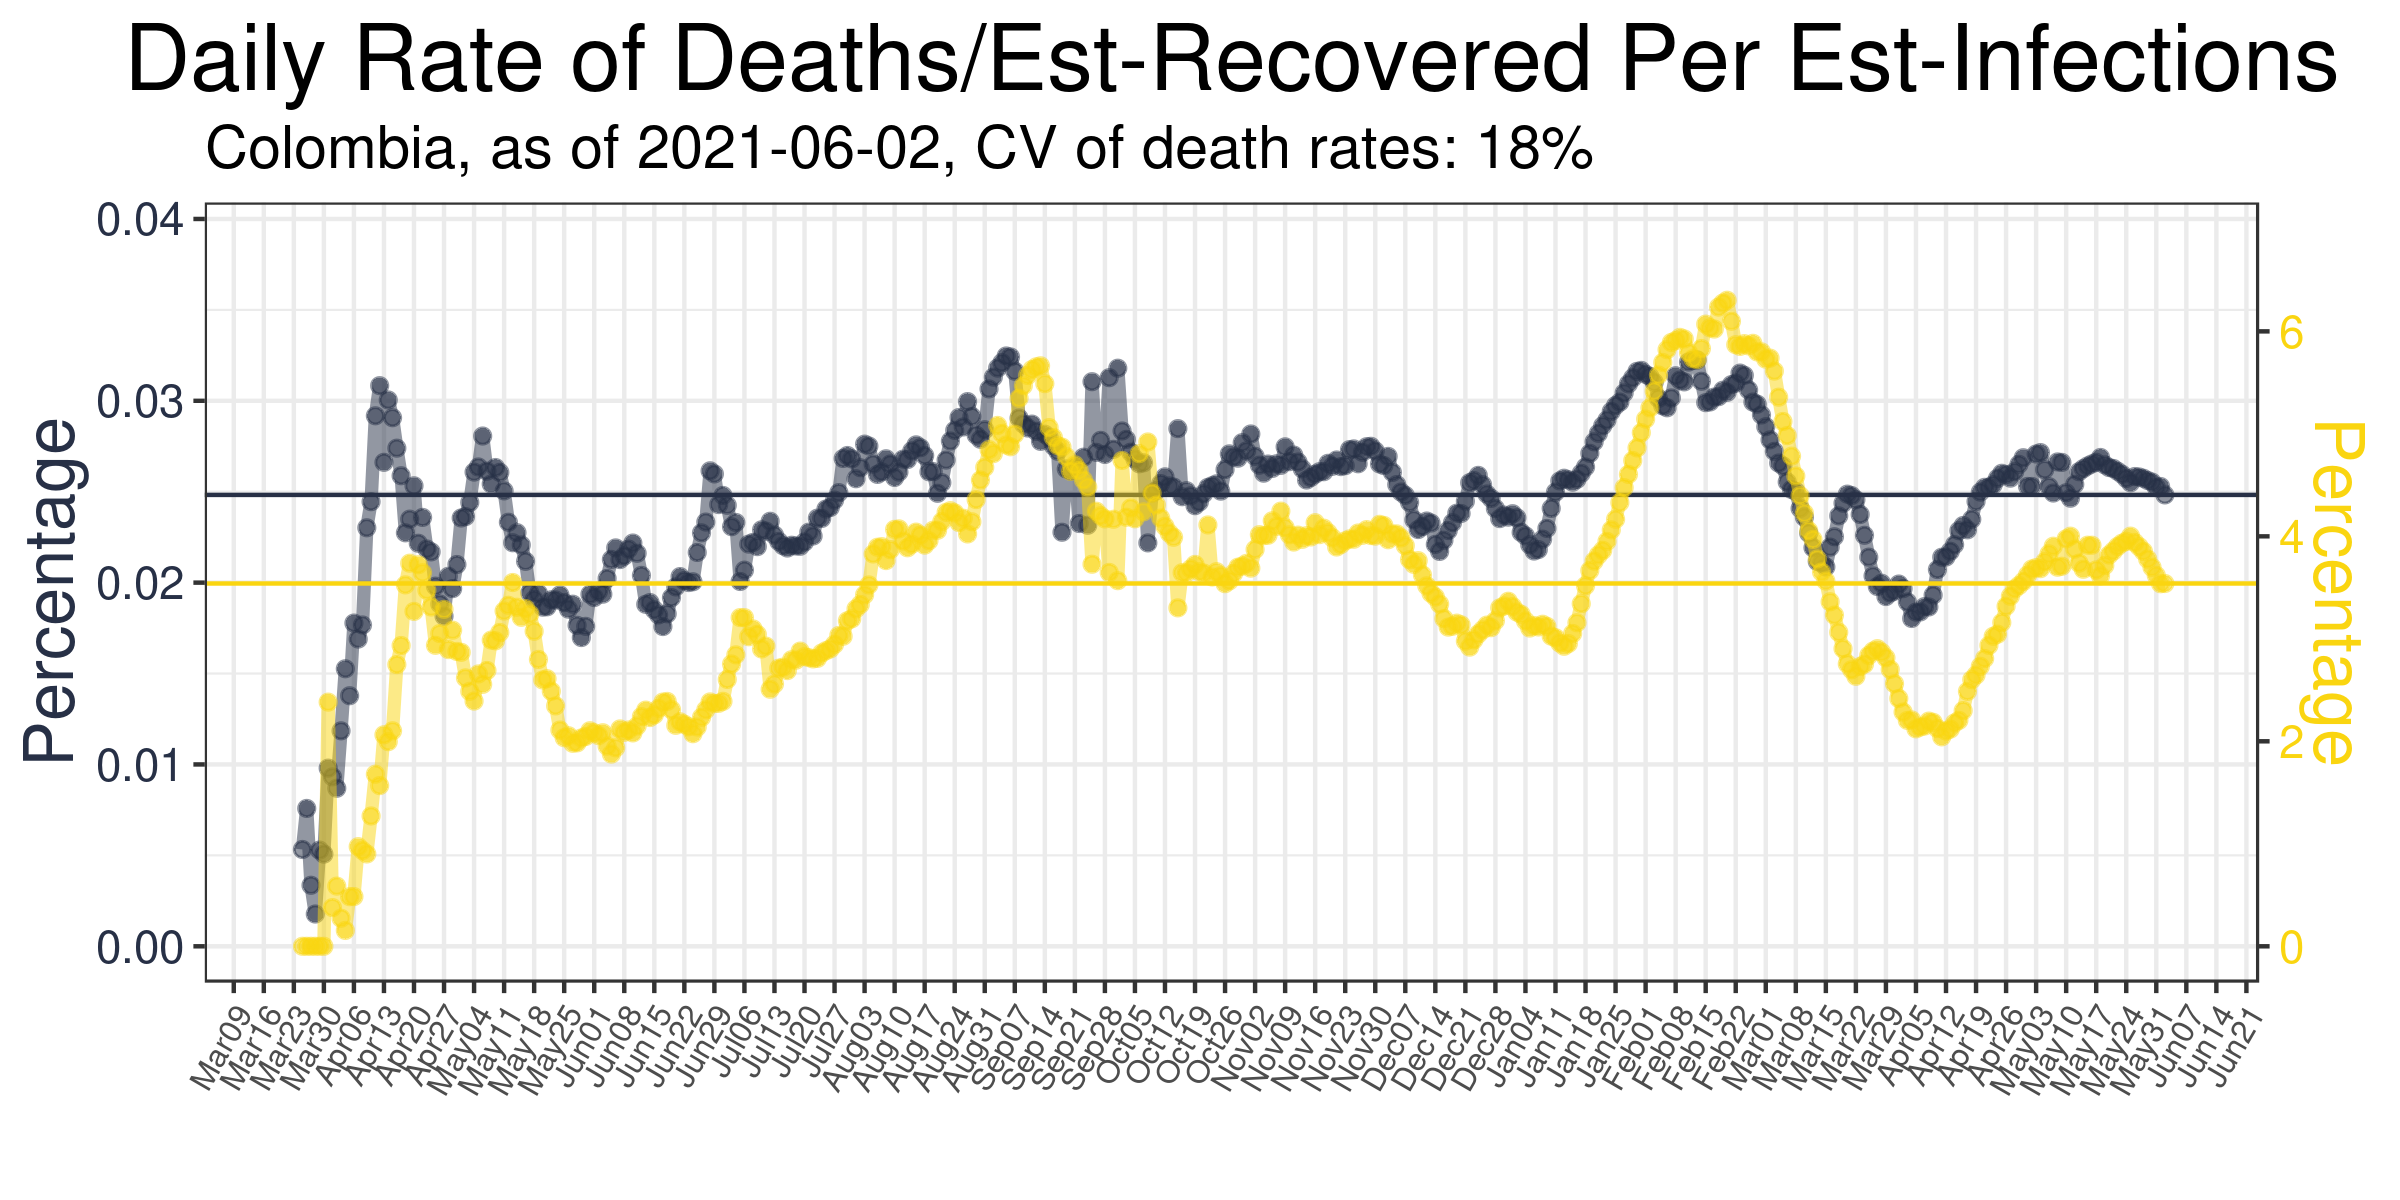 Daily Rate of Deaths/Est-Recovered Per Est-Infections
Colombia, as of 2021-06-02, CV of death rates: 18%
Percentage
0.04
0.03
0.02
0.01
0.00
6
4
2
0
Percentage
Mar09
Mar16
Mar23
Mar30
Apr06
Apr13
Apr20
Apr27
May04
May11
May18
May25
Jun01
Jun08
Jun15
Jun22
Jun29
Jul06
Jul13
Jul20
Jul27
Aug03
Aug10
Aug17
Aug24
Aug31
Sep07
Sep14
Sep21
Sep28
Oct05
Oct12
Oct19
Oct26
Nov02
Nov09
Nov16
Nov23
Nov30
Dec07
Dec14
Dec21
Dec28
Jan04
Jan11
Jan18
Jan25
Feb01
Feb08
Feb15
Feb22
Mar01
Mar08
Mar15
Mar22
Mar29
Apr05
Apr12
Apr19
Apr26
May03
May10
May17
May24
May31
Jun07
Jun14
Jun21